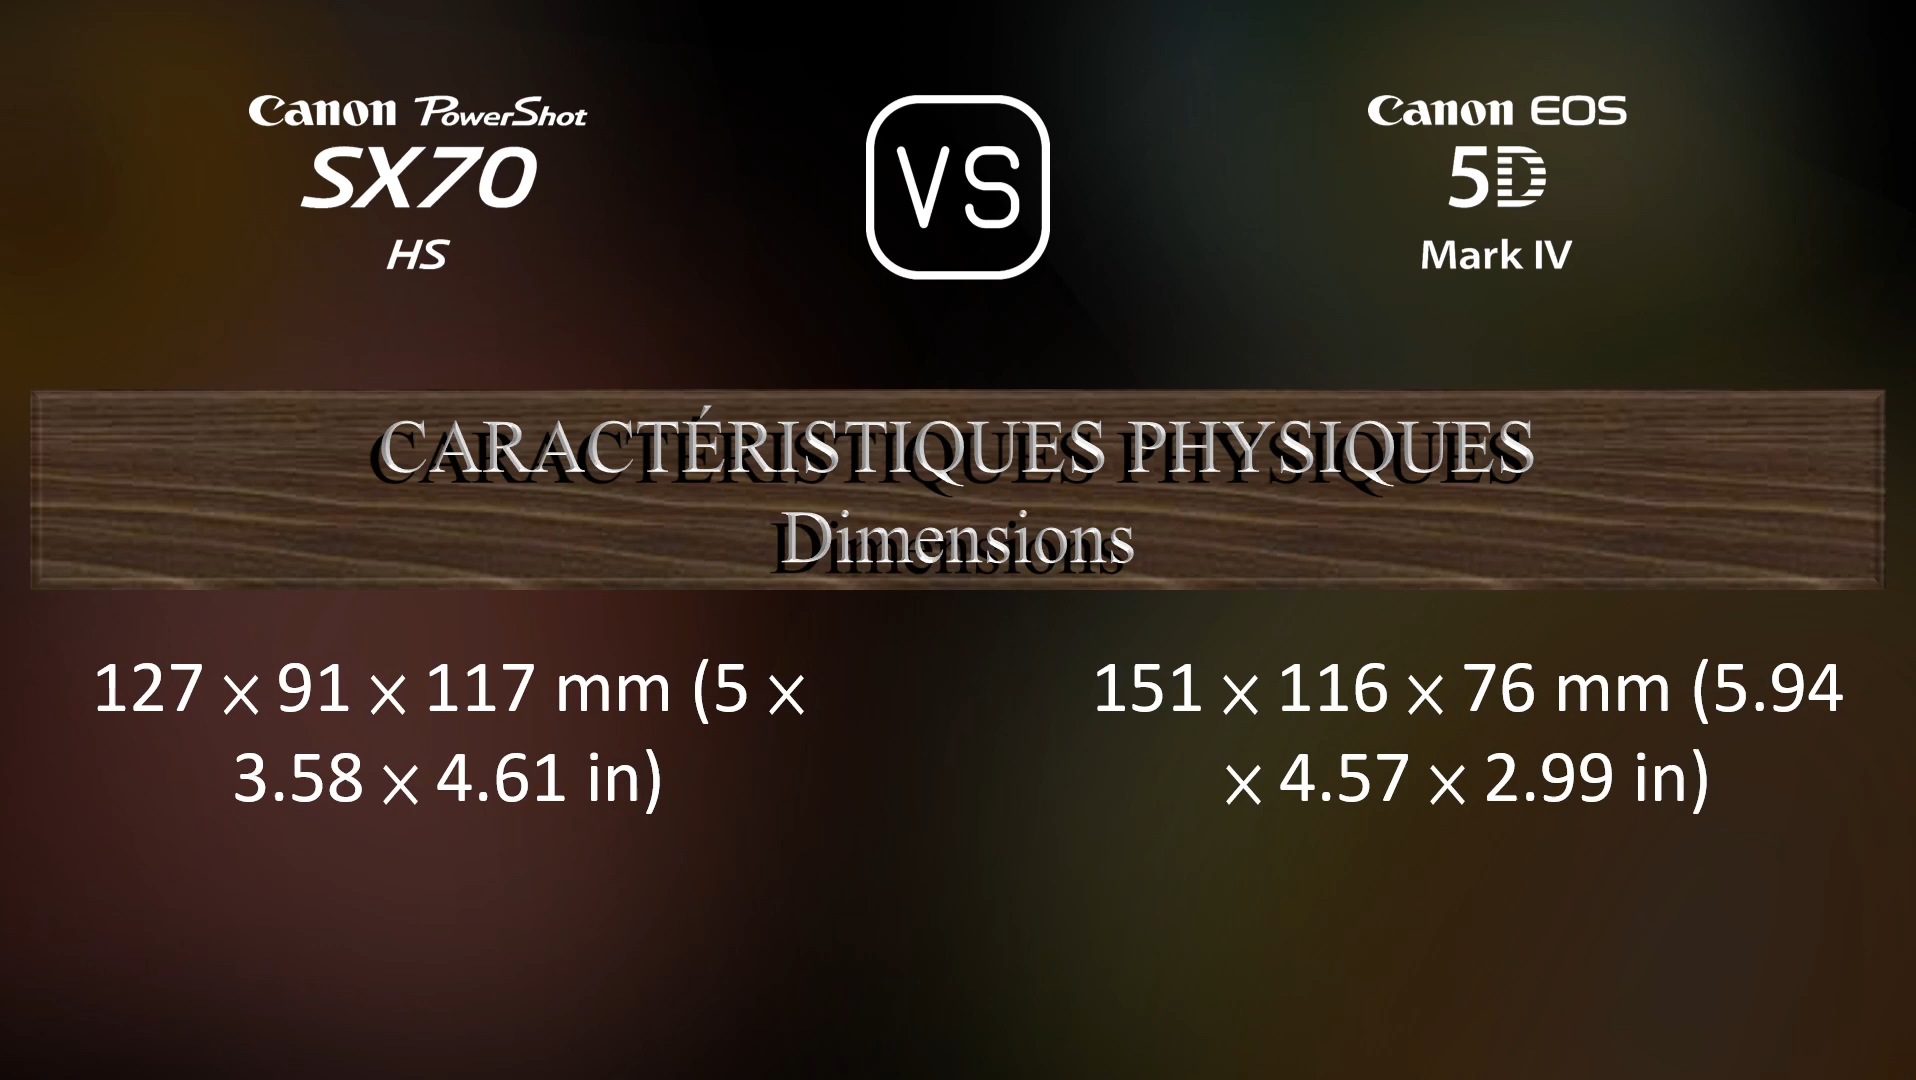 Canon PowerShot
SX70
HS
VS
Canon EOS
5D
Mark IV
CARACTÉRISTIQUES PHYSIQUES
Dimensions
127 x 91 x 117 mm (5 x
3.58 x 4.61 in)
151 x 116 x 76 mm (5.94
x 4.57 x 2.99 in)